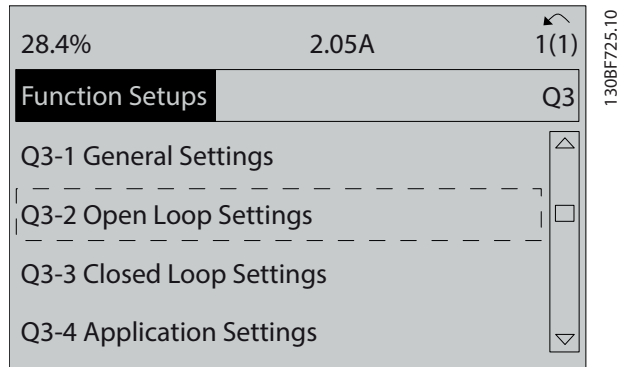 28.4% 2.05A 1(1)
Function Setups Q3
Q3-1 General Settings
Q3-2 Open Loop Settings
Q3-3 Closed Loop Settings
Q3-4 Application Settings
130BF725.10